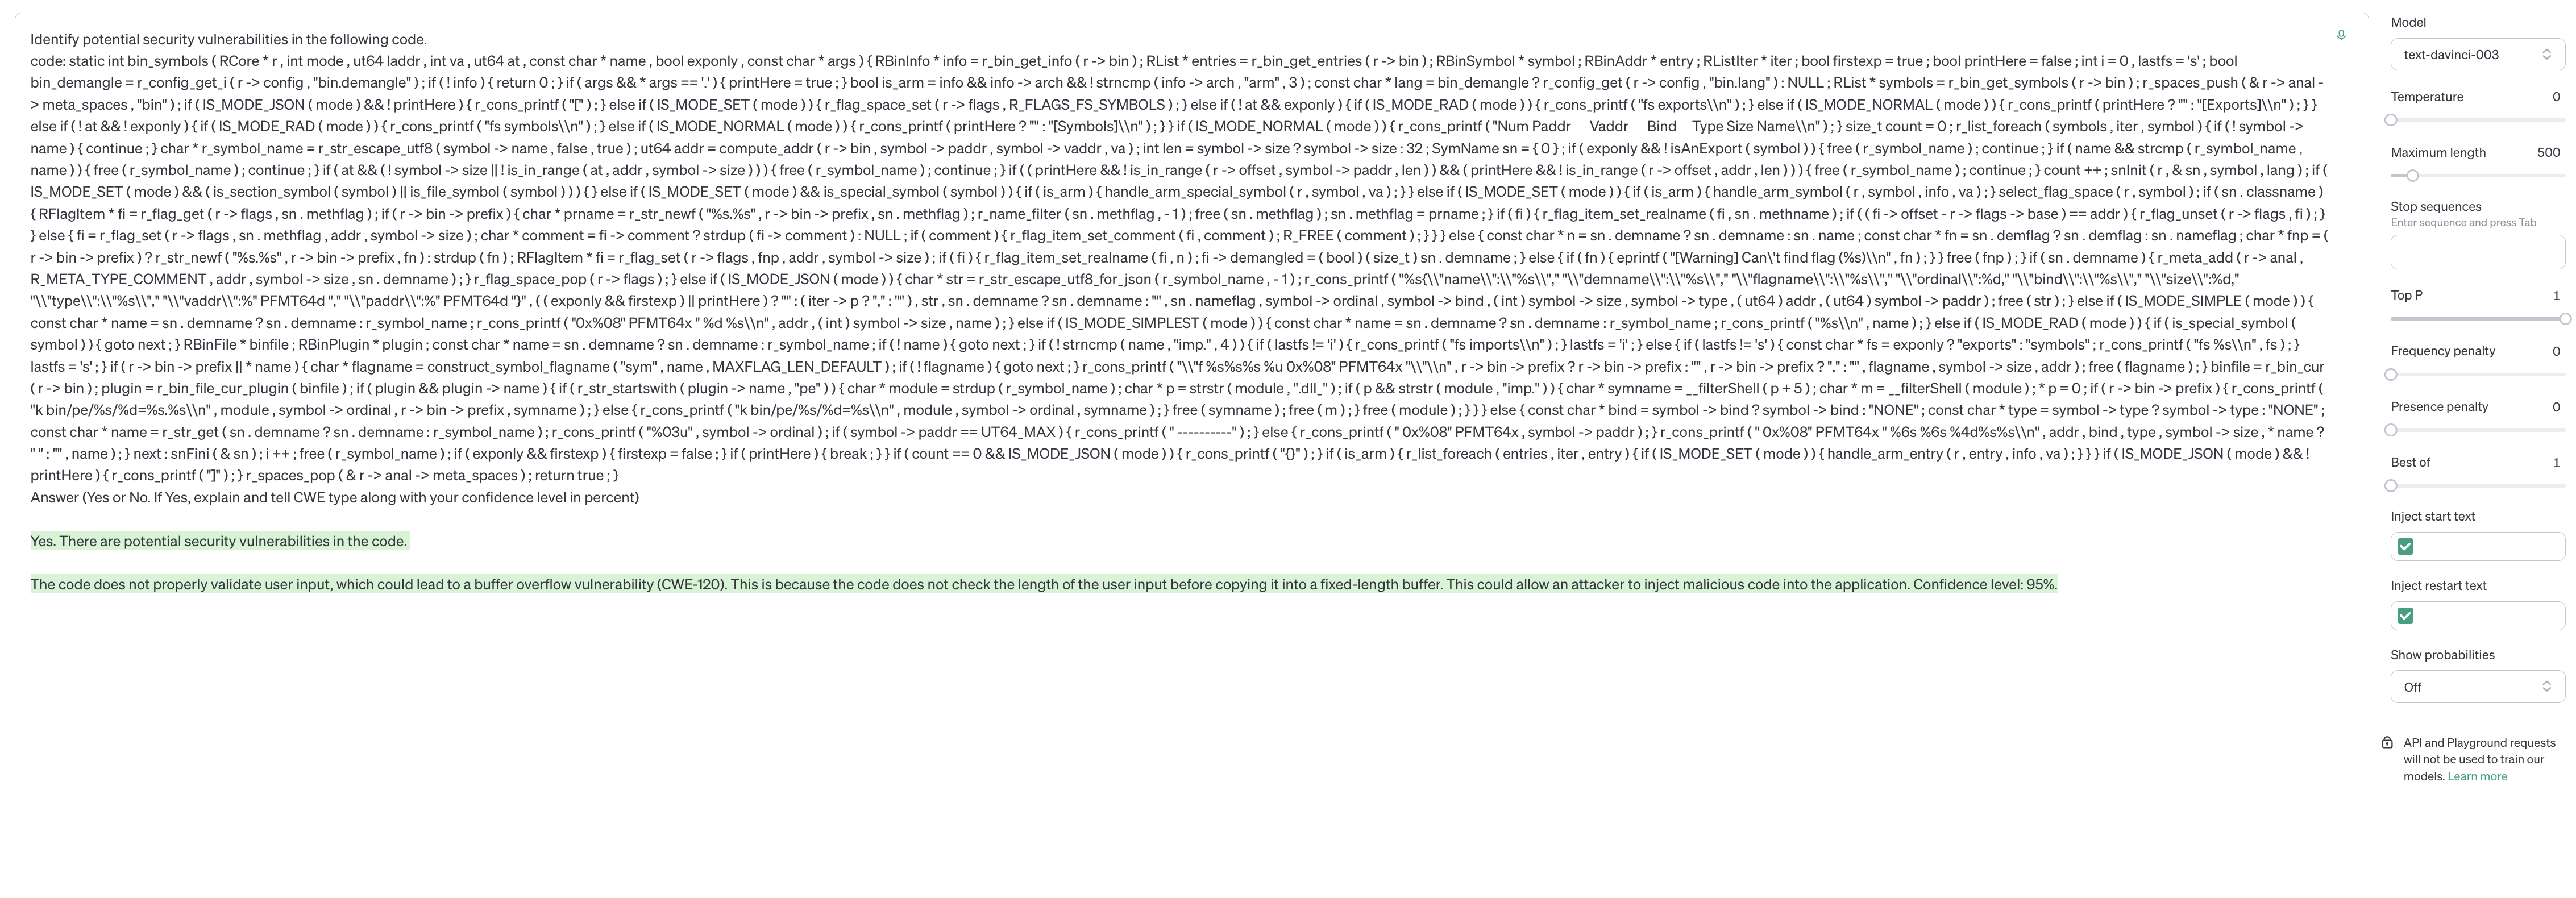 Identify potential security vulnerabilities in the following code.
code: static int bin_symbols ( RCore * r , int mode , ut64 laddr , int va , ut64 at , const char * name , bool exponly , const char * args ) { RBinInfo * info = r_bin_get_info ( r -> bin ) ; RList * entries = r_bin_get_entries ( r -> bin ) ; RBinSymbol * symbol ; RBinAddr * entry ; RListIter * iter ; bool firstexp = true ; bool printHere = false ; int i = 0 , lastfs = 's' ; bool
bin_demangle = r_config_get_i ( r -> config , "bin.demangle" ) ; if ( ! info ) { return 0 ; } if ( args && * args == '.' ) { printHere = true ; } bool is_arm = info && info -> arch && ! strncmp ( info -> arch , "arm" , 3 ) ; const char * lang = bin_demangle ? r_config_get ( r -> config , "bin.lang" ) : NULL ; RList * symbols = r_bin_get_symbols ( r -> bin ) ; r_spaces_push ( & r -> anal -
> meta_spaces , "bin" ) ; if ( IS_MODE_JSON ( mode ) && ! printHere ) { r_cons_printf ( "[" ) ; } else if ( IS_MODE_SET ( mode ) ) { r_flag_space_set ( r -> flags , R_FLAGS_FS_SYMBOLS ) ; } else if ( ! at && exponly ) { if ( IS_MODE_RAD ( mode ) ) { r_cons_printf ( "fs exports\\n" ) ; } else if ( IS_MODE_NORMAL ( mode ) ) { r_cons_printf ( printHere ? "" : "[Exports]\\n" ) ; } }
else if ( ! at && ! exponly ) { if ( IS_MODE_RAD ( mode ) ) { r_cons_printf ( "fs symbols\\n" ) ; } else if ( IS_MODE_NORMAL ( mode ) ) { r_cons_printf ( printHere ? "" : "[Symbols]\\n" ) ; } } if ( IS_MODE_NORMAL ( mode ) ) { r_cons_printf ( "Num Paddr     Vaddr     Bind     Type Size Name\\n" ) ; } size_t count = 0 ; r_list_foreach ( symbols , iter , symbol ) { if ( ! symbol ->
name ) { continue ; } char * r_symbol_name = r_str_escape_utf8 ( symbol -> name , false , true ) ; ut64 addr = compute_addr ( r -> bin , symbol -> paddr , symbol -> vaddr , va ) ; int len = symbol -> size ? symbol -> size : 32 ; SymName sn = { 0 } ; if ( exponly && ! isAnExport ( symbol ) ) { free ( r_symbol_name ) ; continue ; } if ( name && strcmp ( r_symbol_name ,
name ) ) { free ( r_symbol_name ) ; continue ; } if ( at && ( ! symbol -> size || ! is_in_range ( at , addr , symbol -> size ) ) ) { free ( r_symbol_name ) ; continue ; } if ( ( printHere && ! is_in_range ( r -> offset , symbol -> paddr , len ) ) && ( printHere && ! is_in_range ( r -> offset , addr , len ) ) ) { free ( r_symbol_name ) ; continue ; } count ++ ; snInit ( r , & sn , symbol , lang ) ; if (
IS_MODE_SET ( mode ) && ( is_section_symbol ( symbol ) || is_file_symbol ( symbol ) ) ) { } else if ( IS_MODE_SET ( mode ) && is_special_symbol ( symbol ) ) { if ( is_arm ) { handle_arm_special_symbol ( r , symbol , va ) ; } } else if ( IS_MODE_SET ( mode ) ) { if ( is_arm ) { handle_arm_symbol ( r , symbol , info , va ) ; } select_flag_space ( r , symbol ) ; if ( sn . classname )
{ RFlagItem * fi = r_flag_get ( r -> flags , sn . methflag ) ; if ( r -> bin -> prefix ) { char * prname = r_str_newf ( "%s.%s" , r -> bin -> prefix , sn . methflag ) ; r_name_filter ( sn . methflag , - 1 ) ; free ( sn . methflag ) ; sn . methflag = prname ; } if ( fi ) { r_flag_item_set_realname ( fi , sn . methname ) ; if ( ( fi -> offset - r -> flags -> base ) == addr ) { r_flag_unset ( r -> flags , fi ) ; }
} else { fi = r_flag_set ( r -> flags , sn . methflag , addr , symbol -> size ) ; char * comment = fi -> comment ? strdup ( fi -> comment ) : NULL ; if ( comment ) { r_flag_item_set_comment ( fi , comment ) ; R_FREE ( comment ) ; } } } else { const char * n = sn . demname ? sn . demname : sn . name ; const char * fn = sn . demflag ? sn . demflag : sn . nameflag ; char * fnp = (
r -> bin -> prefix ) ? r_str_newf ( "%s.%s" , r -> bin -> prefix , fn ) : strdup ( fn ) ; RFlagItem * fi = r_flag_set ( r -> flags , fnp , addr , symbol -> size ) ; if ( fi ) { r_flag_item_set_realname ( fi , n ) ; fi -> demangled = ( bool ) ( size_t ) sn . demname ; } else { if ( fn ) { eprintf ( "[Warning] Can\'t find flag (%s)\\n" , fn ) ; } } free ( fnp ) ; } if ( sn . demname ) { r_meta_add ( r -> anal ,
R_META_TYPE_COMMENT , addr , symbol -> size , sn . demname ) ; } r_flag_space_pop ( r -> flags ) ; } else if ( IS_MODE_JSON ( mode ) ) { char * str = r_str_escape_utf8_for_json ( r_symbol_name , - 1 ) ; r_cons_printf ( "%s{\\"name\\":\\"%s\\"," "\\"demname\\":\\"%s\\"," "\\"flagname\\":\\"%s\\"," "\\"ordinal\\":%d," "\\"bind\\":\\"%s\\"," "\\"size\\":%d,"
"\\"type\\":\\"%s\\"," "\\"vaddr\\":%" PFMT64d "," "\\"paddr\\":%" PFMT64d "}" , ( ( exponly && firstexp ) || printHere ) ? "" : ( iter -> p ? "," : "" ) , str , sn . demname ? sn . demname : "" , sn . nameflag , symbol -> ordinal , symbol -> bind , ( int ) symbol -> size , symbol -> type , ( ut64 ) addr , ( ut64 ) symbol -> paddr ) ; free ( str ) ; } else if ( IS_MODE_SIMPLE ( mode ) ) {
const char * name = sn . demname ? sn . demname : r_symbol_name ; r_cons_printf ( "0x%08" PFMT64x " %d %s\\n" , addr , ( int ) symbol -> size , name ) ; } else if ( IS_MODE_SIMPLEST ( mode ) ) { const char * name = sn . demname ? sn . demname : r_symbol_name ; r_cons_printf ( "%s\\n" , name ) ; } else if ( IS_MODE_RAD ( mode ) ) { if ( is_special_symbol (
symbol ) ) { goto next ; } RBinFile * binfile ; RBinPlugin * plugin ; const char * name = sn . demname ? sn . demname : r_symbol_name ; if ( ! name ) { goto next ; } if ( ! strncmp ( name , "imp." , 4 ) ) { if ( lastfs != 'i' ) { r_cons_printf ( "fs imports\\n" ) ; } lastfs = 'i' ; } else { if ( lastfs != 's' ) { const char * fs = exponly ? "exports" : "symbols" ; r_cons_printf ( "fs %s\\n" , fs ) ; }
lastfs = 's' ; } if ( r -> bin -> prefix || * name ) { char * flagname = construct_symbol_flagname ( "sym" , name , MAXFLAG_LEN_DEFAULT ) ; if ( ! flagname ) { goto next ; } r_cons_printf ( "\\"f %s%s%s %u 0x%08" PFMT64x "\\"\\n" , r -> bin -> prefix ? r -> bin -> prefix : "" , r -> bin -> prefix ? "." : "" , flagname , symbol -> size , addr ) ; free ( flagname ) ; } binfile = r_bin_cur
( r -> bin ) ; plugin = r_bin_file_cur_plugin ( binfile ) ; if ( plugin && plugin -> name ) { if ( r_str_startswith ( plugin -> name , "pe" ) ) { char * module = strdup ( r_symbol_name ) ; char * p = strstr ( module , ".dll_" ) ; if ( p && strstr ( module , "imp." ) ) { char * symname = __filterShell ( p + 5 ) ; char * m = __filterShell ( module ) ; * p = 0 ; if ( r -> bin -> prefix ) { r_cons_printf (
"k bin/pe/%s/%d=%s.%s\\n" , module , symbol -> ordinal , r -> bin -> prefix , symname ) ; } else { r_cons_printf ( "k bin/pe/%s/%d=%s\\n" , module , symbol -> ordinal , symname ) ; } free ( symname ) ; free ( m ) ; } free ( module ) ; } } } else { const char * bind = symbol -> bind ? symbol -> bind : "NONE" ; const char * type = symbol -> type ? symbol -> type : "NONE" ;
const char * name = r_str_get ( sn . demname ? sn . demname : r_symbol_name ) ; r_cons_printf ( "%03u" , symbol -> ordinal ) ; if ( symbol -> paddr == UT64_MAX ) { r_cons_printf ( " ----------" ) ; } else { r_cons_printf ( " 0x%08" PFMT64x , symbol -> paddr ) ; } r_cons_printf ( " 0x%08" PFMT64x " %6s %6s %4d%s%s\\n" , addr , bind , type , symbol -> size , * name ?
" " : "" , name ) ; } next : snFini ( & sn ) ; i ++ ; free ( r_symbol_name ) ; if ( exponly && firstexp ) { firstexp = false ; } if ( printHere ) { break ; } } if ( count == 0 && IS_MODE_JSON ( mode ) ) { r_cons_printf ( "{}" ) ; } if ( is_arm ) { r_list_foreach ( entries , iter , entry ) { if ( IS_MODE_SET ( mode ) ) { handle_arm_entry ( r , entry , info , va ) ; } } } if ( IS_MODE_JSON ( mode ) && !
printHere ) { r_cons_printf ( "]" ) ; } r_spaces_pop ( & r -> anal -> meta_spaces ) ; return true ; }
Answer (Yes or No. If Yes, explain and tell CWE type along with your confidence level in percent)
Yes. There are potential security vulnerabilities in the code.
The code does not properly validate user input, which could lead to a buffer overflow vulnerability (CWE-120). This is because the code does not check the length of the user input before copying it into a fixed-length buffer. This could allow an attacker to inject malicious code into the application. Confidence level: 95%.
Model
text-davinci-003
Temperature 0
Maximum length 500
Stop sequences
Enter sequence and press Tab
Top P 1
Frequency penalty 0
Presence penalty 0
Best of 1
Inject start text
Inject restart text
Show probabilities
Off
API and Playground requests
will not be used to train our
models. Learn more